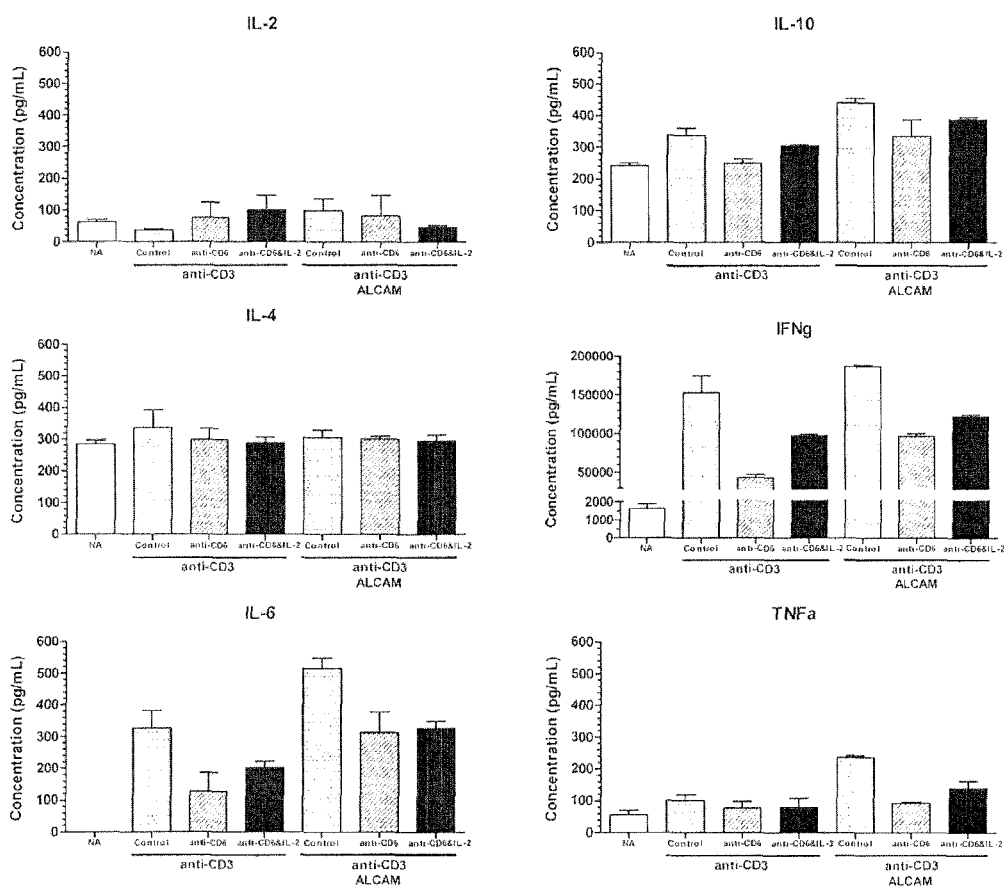 IL-2
Concentration (pg/mL)
600
500
400
300
200
100
0
NA Control anti-CD6 anti-CD6&IL-2 Control anti-CD6 anti-CD6&IL-2
anti-CD3 anti-CD3
ALCAM
IL-10
Concentration (pg/mL)
600
500
400
300
200
100
0
NA Control anti-CD6 anti-CD6&IL-2 Control anti-CD6 anti-CD6&IL-2
anti-CD3 anti-CD3
ALCAM
IL-4
Concentration (pg/mL)
600
500
400
300
200
100
0
NA Control anti-CD6 anti-CD6&IL-2 Control anti-CD6 anti-CD6&IL-2
anti-CD3 anti-CD3
ALCAM
IFNg
Concentration (pg/mL)
200000
150000
100000
50000
2000
1000
0
NA Control anti-CD6 anti-CD6&IL-2 Control anti-CD6 anti-CD6&IL-2
anti-CD3 anti-CD3
ALCAM
IL-6
Concentration (pg/mL)
600
500
400
300
200
100
0
NA Control anti-CD6 anti-CD6&IL-2 Control anti-CD6 anti-CD6&IL-2
anti-CD3 anti-CD3
ALCAM
TNFa
Concentration (pg/mL)
600
500
400
300
200
100
0
NA Control anti-CD6 anti-CD6&IL-2 Control anti-CD6 anti-CD6&IL-2
anti-CD3 anti-CD3
ALCAM